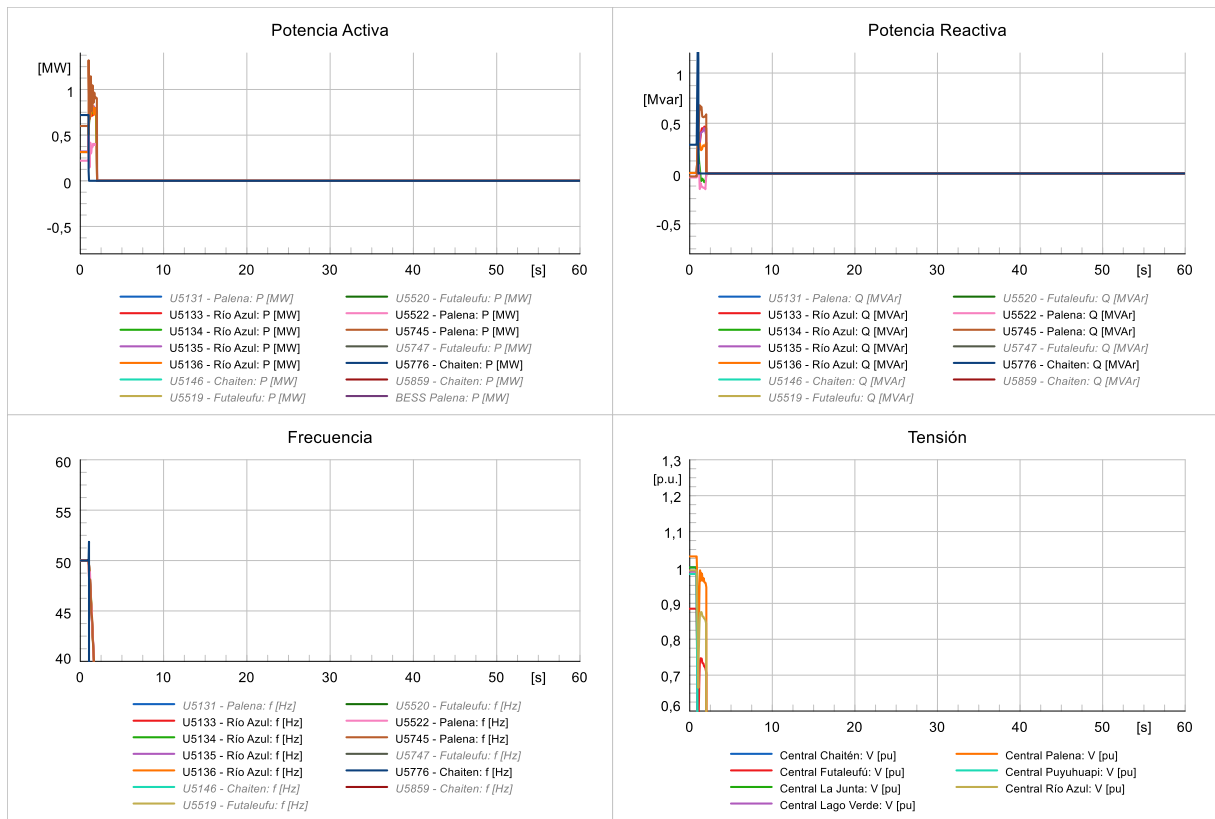 Potencia Activa
[MW]
1
0,5
0
-0,5
0 10 20 30 40 50 [s] 60
U5131 - Palena: P [MW] U5520 - Futaleufu: P [MW]
U5133 - Río Azul: P [MW] U5522 - Palena: P [MW]
U5134 - Río Azul: P [MW] U5745 - Palena: P [MW]
U5135 - Río Azul: P [MW] U5747 - Futaleufu: P [MW]
U5136 - Río Azul: P [MW] U5776 - Chaiten: P [MW]
U5146 - Chaiten: P [MW] U5859 - Chaiten: P [MW]
U5519 - Futaleufu: P [MW] BESS Palena: P [MW]
Potencia Reactiva
1
[Mvar]
0,5
0
-0,5
0 10 20 30 40 50 [s] 60
U5131 - Palena: Q [MVAr] U5520 - Futaleufu: Q [MVAr]
U5133 - Río Azul: Q [MVAr] U5522 - Palena: Q [MVAr]
U5134 - Río Azul: Q [MVAr] U5745 - Palena: Q [MVAr]
U5135 - Río Azul: Q [MVAr] U5747 - Futaleufu: Q [MVAr]
U5136 - Río Azul: Q [MVAr] U5776 - Chaiten: Q [MVAr]
U5146 - Chaiten: Q [MVAr] U5859 - Chaiten: Q [MVAr]
U5519 - Futaleufu: Q [MVAr]
Frecuencia
60
55
50
45
40
0 10 20 30 40 50 [s] 60
U5131 - Palena: f [Hz] U5520 - Futaleufu: f [Hz]
U5133 - Río Azul: f [Hz] U5522 - Palena: f [Hz]
U5134 - Río Azul: f [Hz] U5745 - Palena: f [Hz]
U5135 - Río Azul: f [Hz] U5747 - Futaleufu: f [Hz]
U5136 - Río Azul: f [Hz] U5776 - Chaiten: f [Hz]
U5146 - Chaiten: f [Hz] U5859 - Chaiten: f [Hz]
U5519 - Futaleufu: f [Hz]
Tensión
1,3
[p.u.]
1,2
1,1
1
0,9
0,8
0,7
0,6
0 10 20 30 40 50 [s] 60
Central Chaitén: V [pu] Central Palena: V [pu]
Central Futaleufú: V [pu] Central Puyuhuapi: V [pu]
Central La Junta: V [pu] Central Río Azul: V [pu]
Central Lago Verde: V [pu]